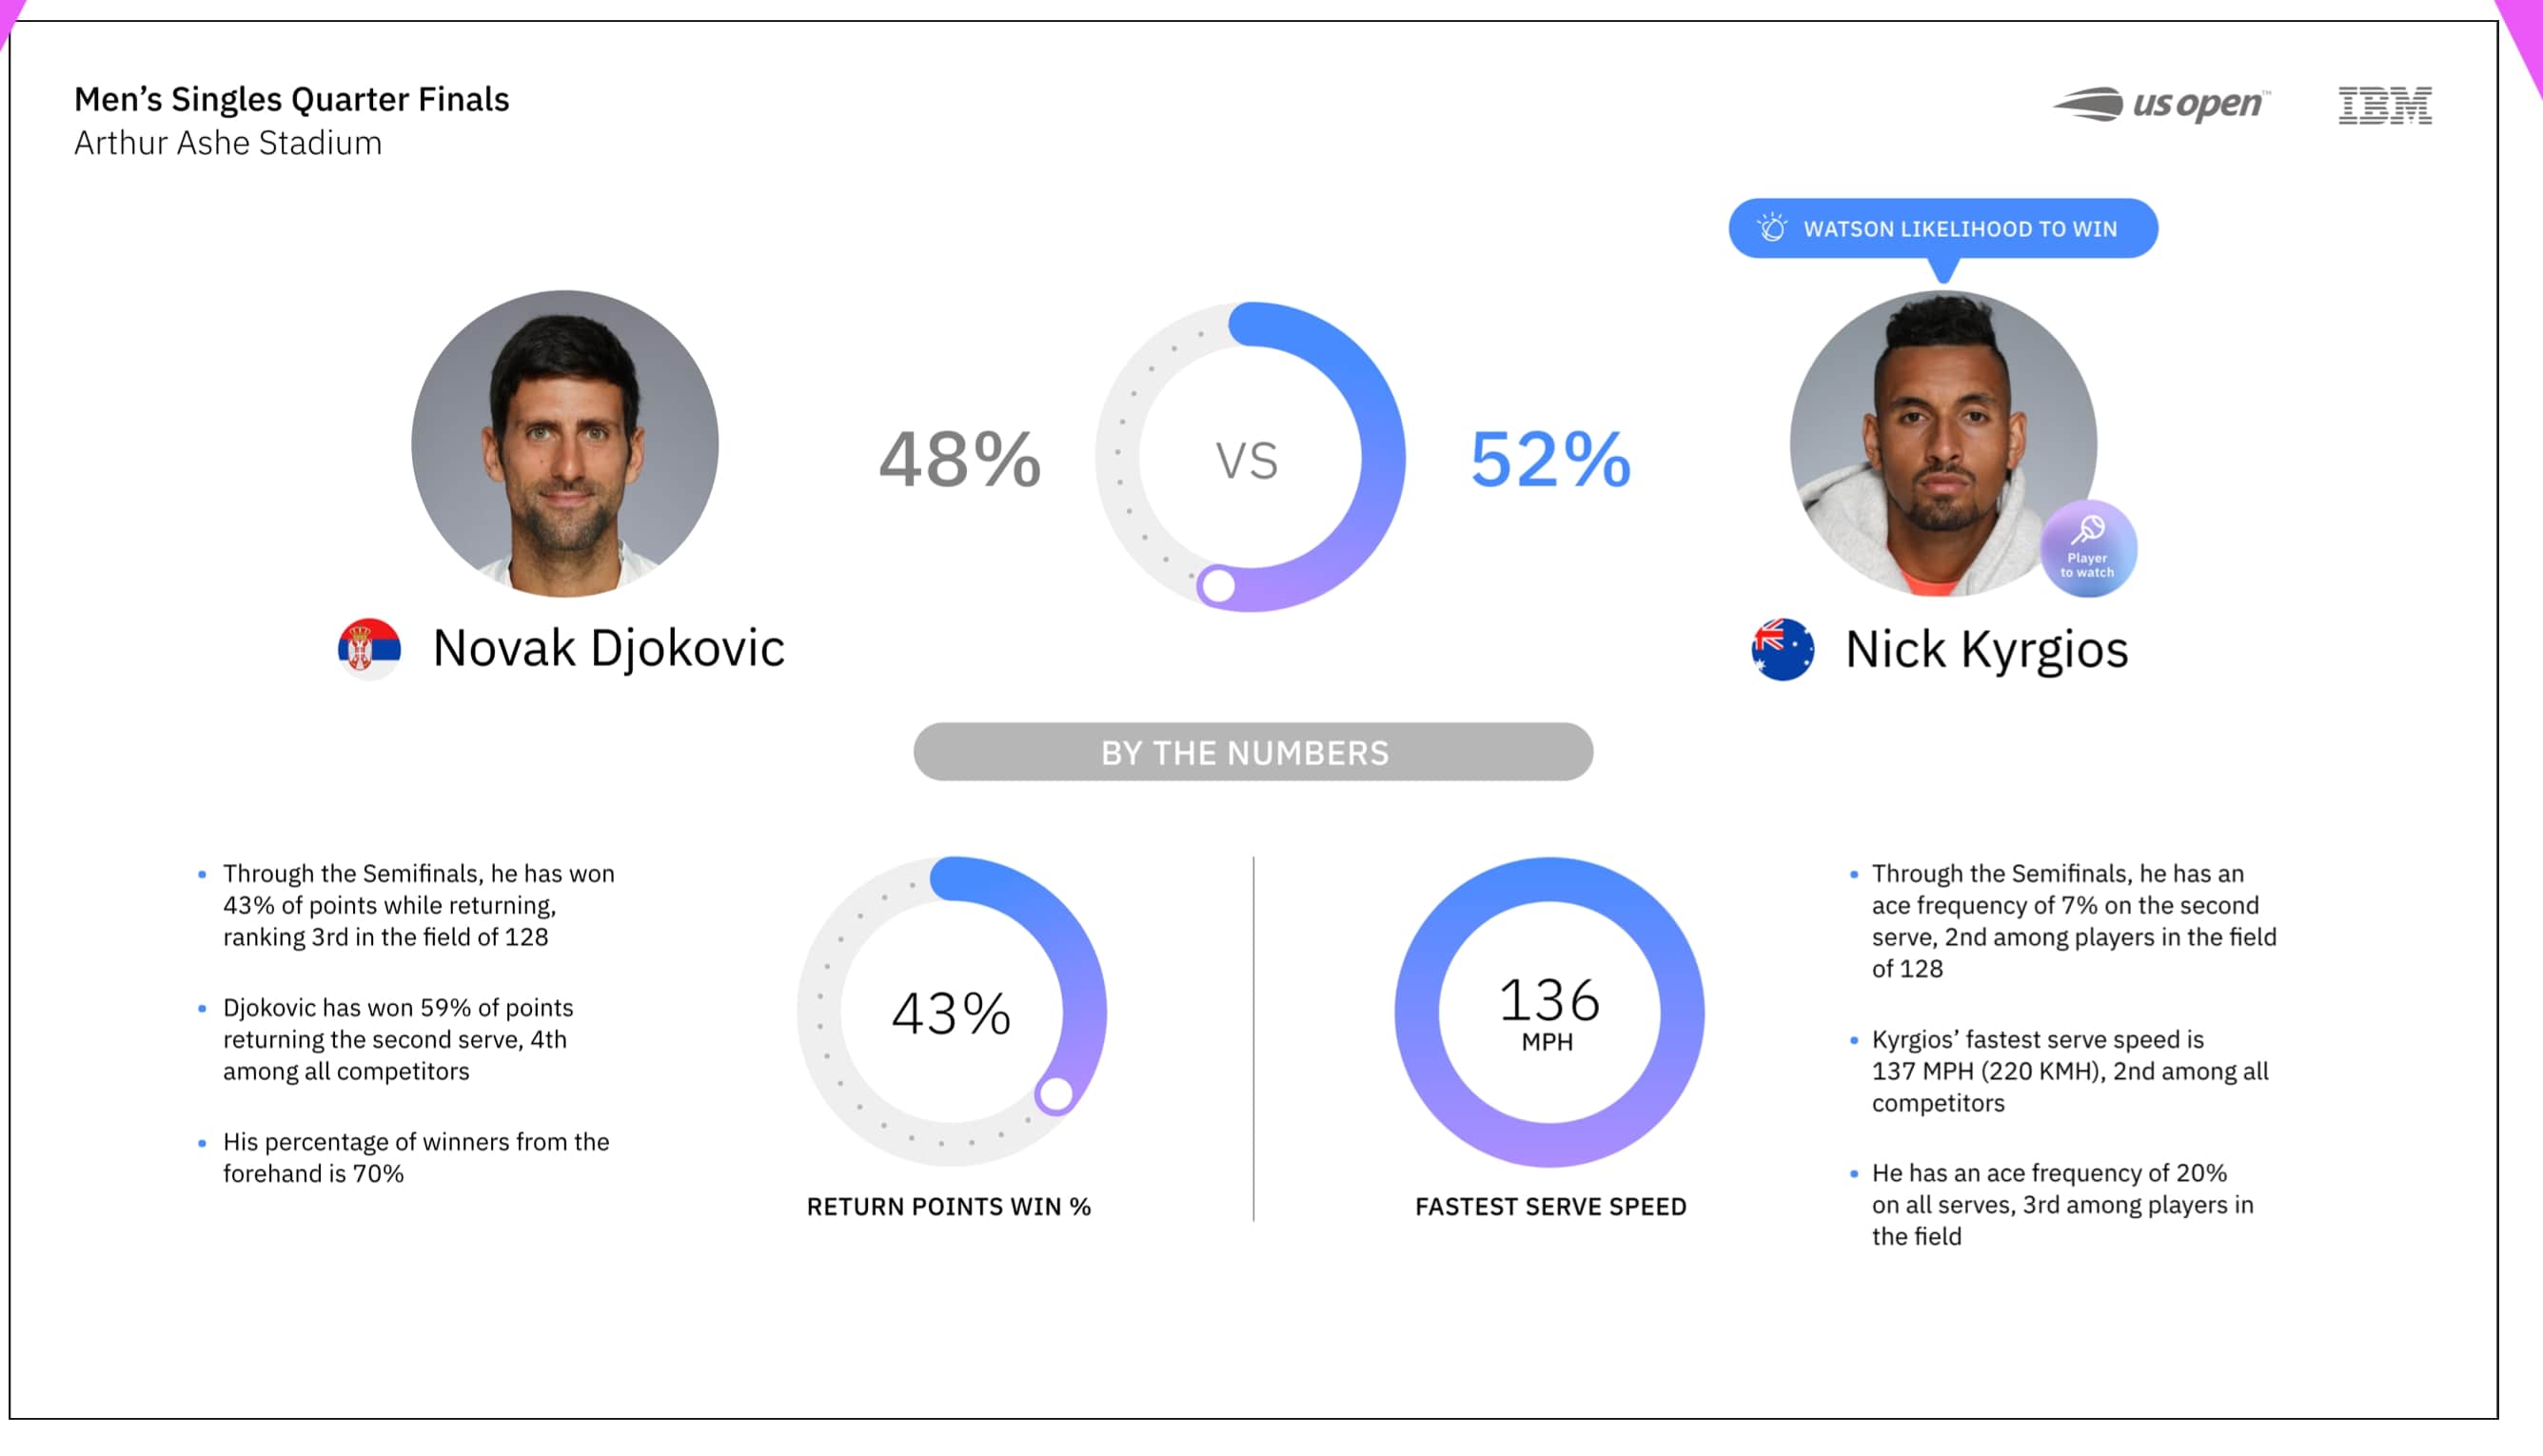 Men’s Singles Quarter Finals
Arthur Ashe Stadium
us open™
IBM
WATSON LIKELIHOOD TO WIN
48%
VS
52%
Player
to watch
Novak Djokovic
Nick Kyrgios
BY THE NUMBERS
Through the Semifinals, he has won
43% of points while returning,
ranking 3rd in the field of 128
Djokovic has won 59% of points
returning the second serve, 4th
among all competitors
His percentage of winners from the
forehand is 70%
43%
RETURN POINTS WIN %
136
MPH
FASTEST SERVE SPEED
Through the Semifinals, he has an
ace frequency of 7% on the second
serve, 2nd among players in the field
of 128
Kyrgios’ fastest serve speed is
137 MPH (220 KMH), 2nd among all
competitors
He has an ace frequency of 20%
on all serves, 3rd among players in
the field